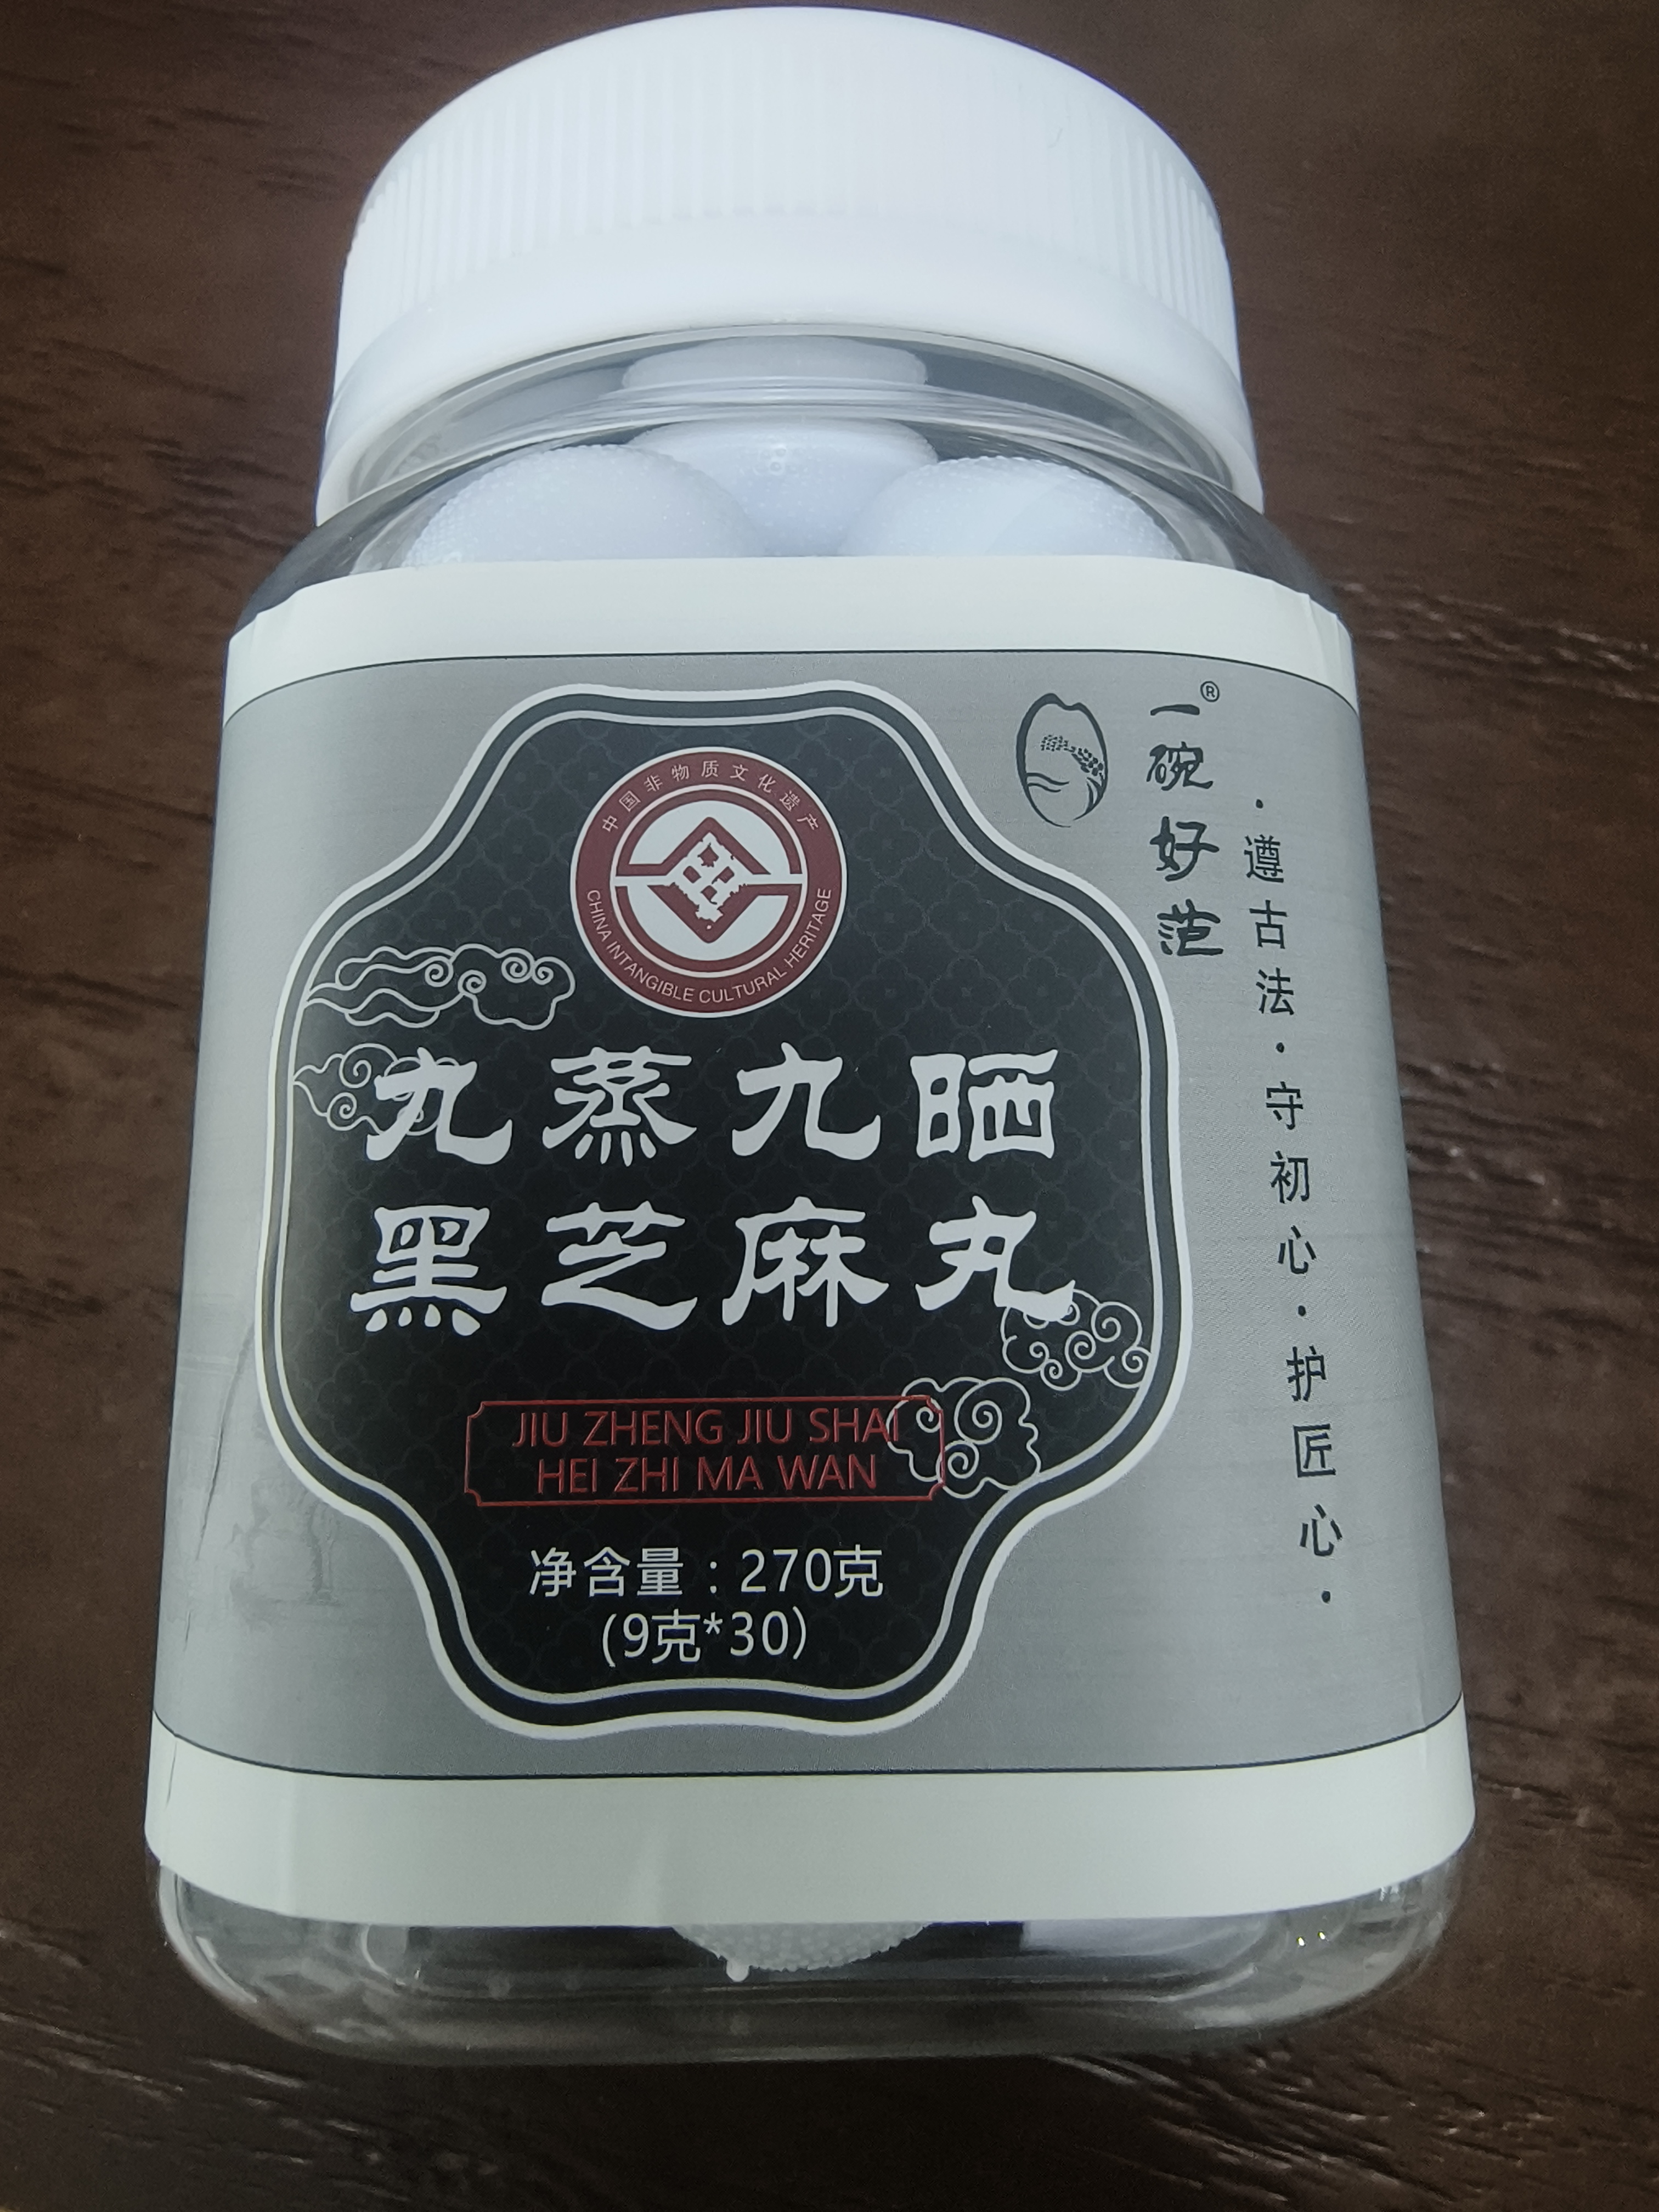 一碗好范®
·遵古法·守初心·护匠心·
中国非物质文化遗产
CHINA INTANGIBLE CULTURAL HERITAGE
九蒸九晒
黑芝麻丸
JIU ZHENG JIU SHAI
HEI ZHI MA WAN
净含量：270克
(9克*30)